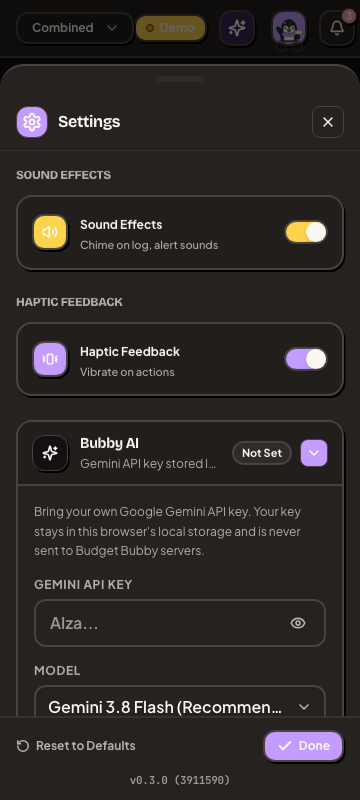 Combined
Demo
3
Settings
SOUND EFFECTS
Sound Effects
Chime on log, alert sounds
HAPTIC FEEDBACK
Haptic Feedback
Vibrate on actions
Bubby AI
Gemini API key stored l...
Not Set
Bring your own Google Gemini API key. Your key
stays in this browser's local storage and is never
sent to Budget Bubby servers.
GEMINI API KEY
AIza...
MODEL
Gemini 3.8 Flash (Recommen...
Reset to Defaults
Done
v0.3.0 (3911590)